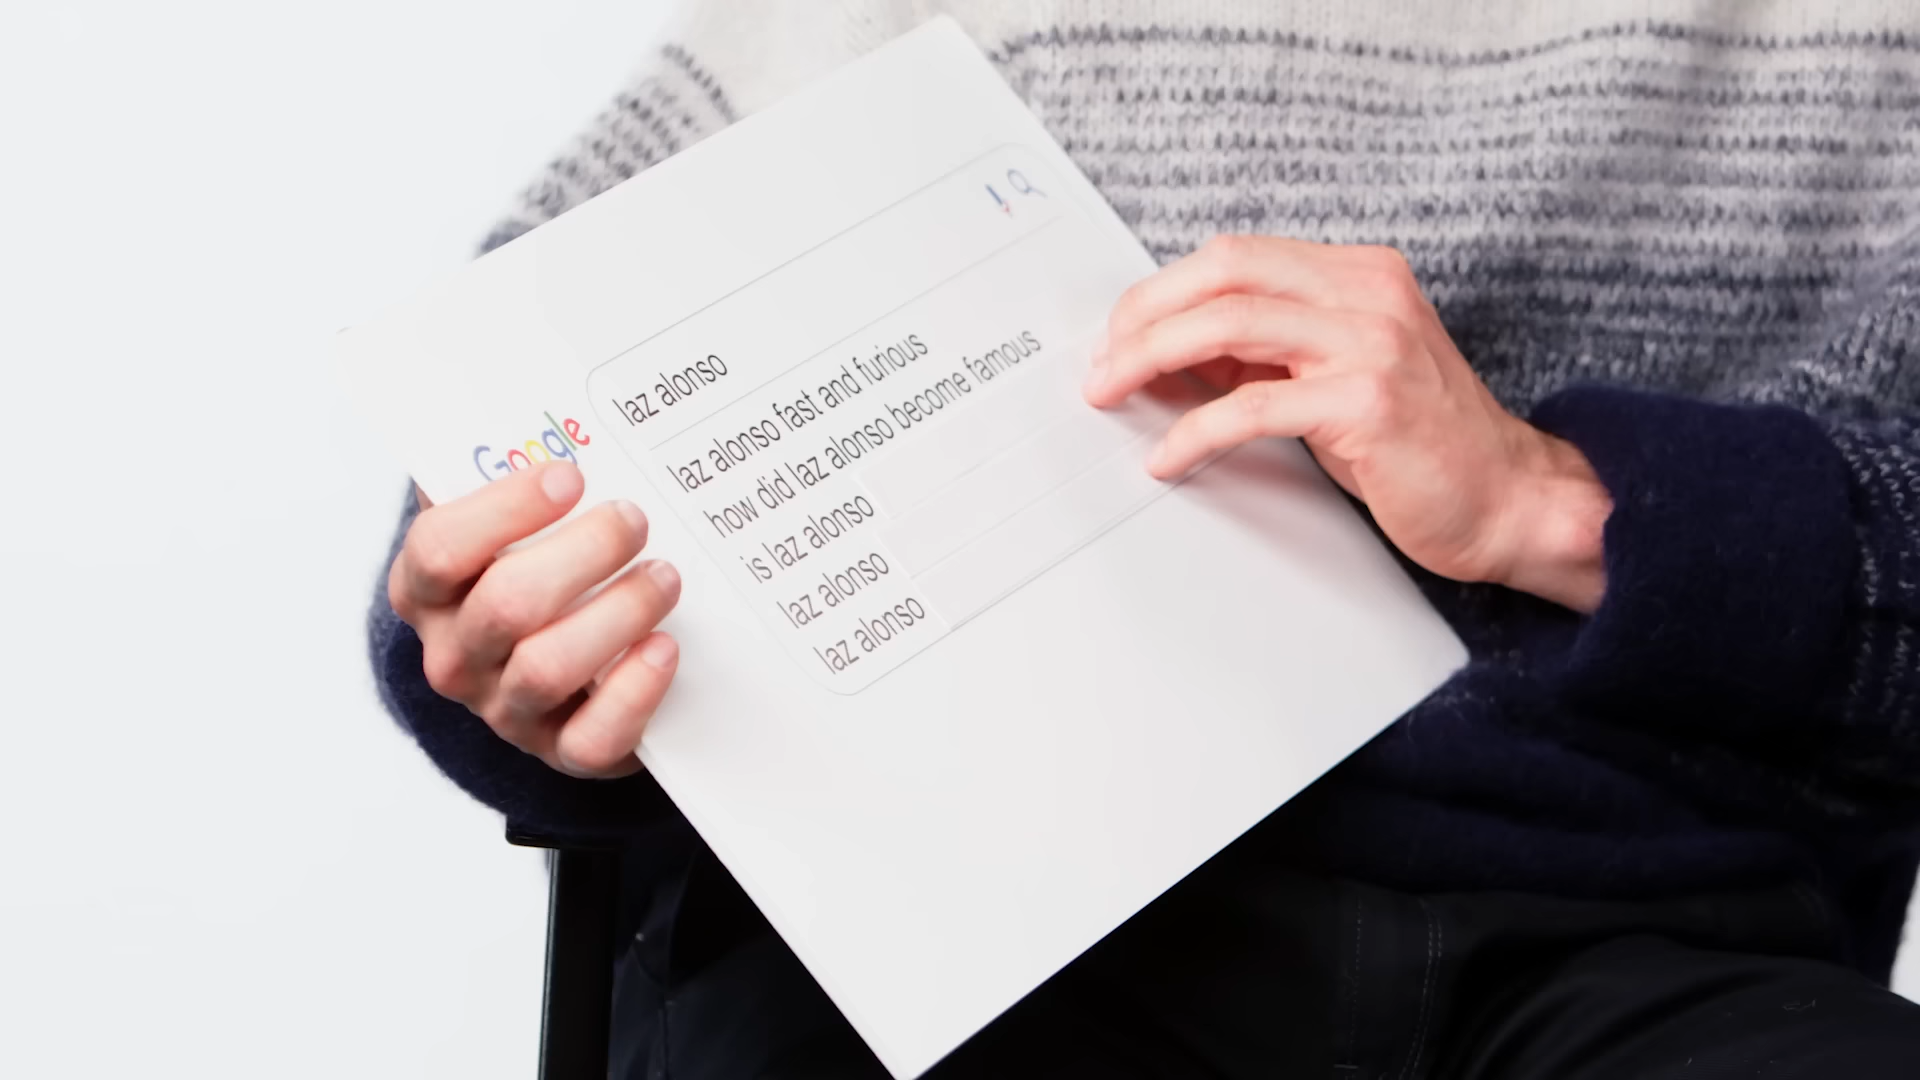 Google
laz alonso
laz alonso fast and furious
how did laz alonso become famous
is laz alonso
laz alonso
laz alonso